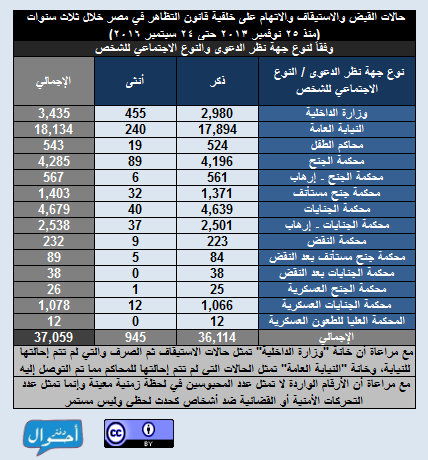 حالات القبض والاستيقاف والاتهام على خلفية قانون التظاهر في مصر خلال ثلاث سنوات
(منذ ٢٥ نوفمبر ٢٠١٣ حتى ٢٤ سبتمبر ٢٠١٦)
وفقاً لنوع جهة نظر الدعوى والنوع الاجتماعي للشخص
نوع جهة نظر الدعوى / النوع الاجتماعي للشخص ذكر أنثى الإجمالي
وزارة الداخلية 2,980 455 3,435
النيابة العامة 17,894 240 18,134
محاكم الطفل 524 19 543
محكمة الجنح 4,196 89 4,285
محكمة الجنح - إرهاب 561 6 567
محكمة جنح مستأنف 1,371 32 1,403
محكمة الجنايات 4,639 40 4,679
محكمة الجنايات - إرهاب 2,501 37 2,538
محكمة النقض 223 9 232
محكمة جنح مستأنف بعد النقض 84 5 89
محكمة الجنايات بعد النقض 38 0 38
محكمة الجنح العسكرية 25 1 26
محكمة الجنايات العسكرية 1,066 12 1,078
المحكمة العليا للطعون العسكرية 12 0 12
الإجمالي 36,114 945 37,059
مع مراعاة أن خانة "وزارة الداخلية" تمثل حالات الاستيقاف ثم الصرف والتي لم تتم إحالتها
للنيابة، وخانة "النيابة العامة" تمثل الحالات التي لم تتم إحالتها للمحاكم مما تم التوصل إليه
مع مراعاة أن الأرقام الواردة لا تمثل عدد المحبوسين في لحظة زمنية معينة وإنما تمثل عدد
التحركات الأمنية أو القضائية ضد أشخاص كحدث لحظي وليس مستمر
دفتر أحوال
cc BY